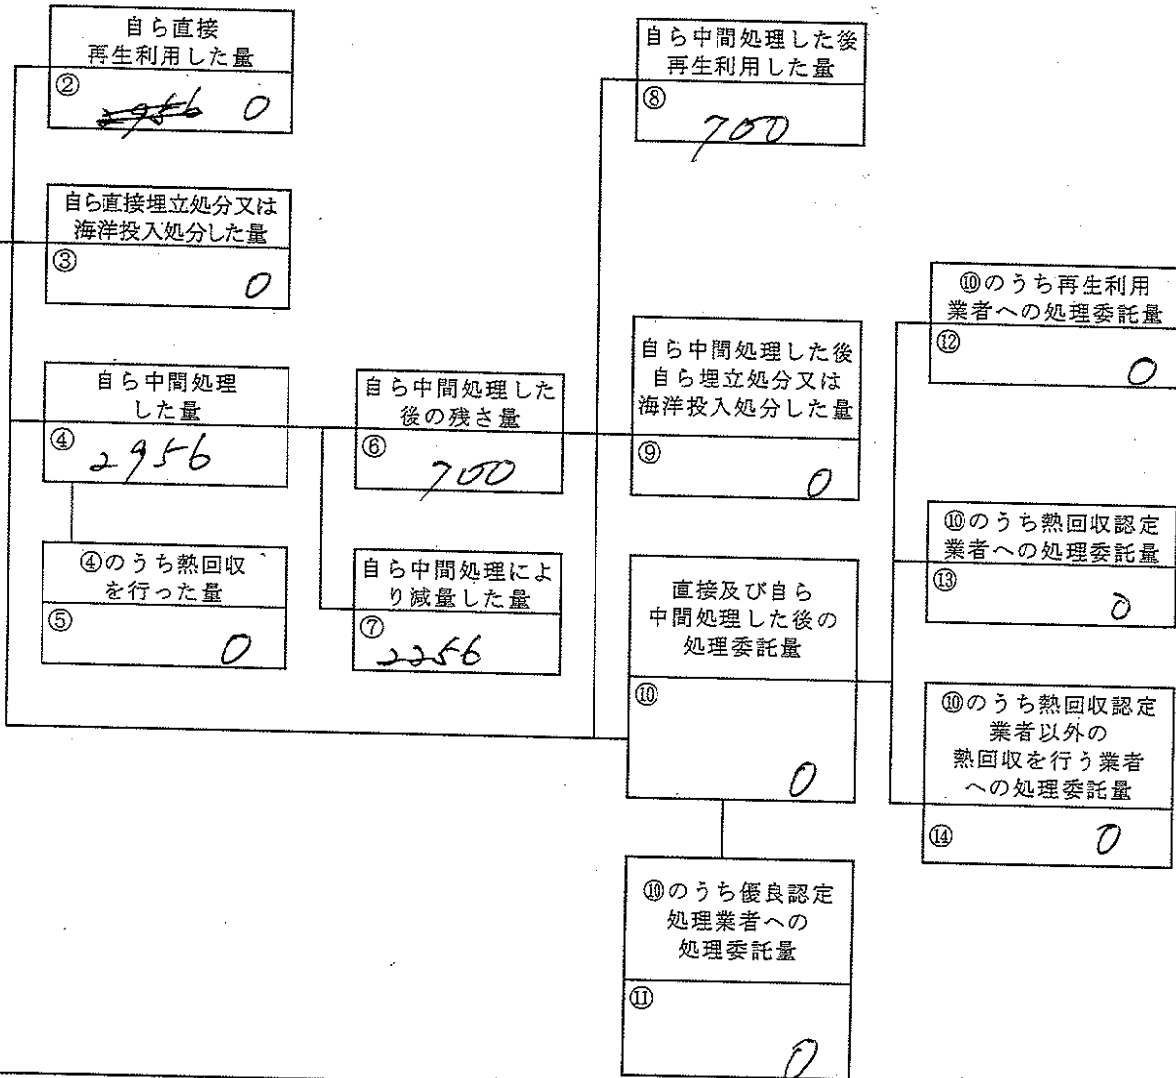 自ら直接
再生利用した量
②
2956 0
自ら直接埋立処分又は
海洋投入処分した量
③
0
自ら中間処理
した量
④
2956
④のうち熱回収
を行った量
⑤
0
自ら中間処理した
後の残さ量
⑥
700
自ら中間処理によ
り減量した量
⑦
2256
自ら中間処理した後
再生利用した量
⑧
700
自ら中間処理した後
自ら埋立処分又は
海洋投入処分した量
⑨
0
直接及び自ら
中間処理した後の
処理委託量
⑩
0
⑩のうち優良認定
処理業者への
処理委託量
⑪
0
⑩のうち再生利用
業者への処理委託量
⑫
0
⑩のうち熱回収認定
業者への処理委託量
⑬
0
⑩のうち熱回収認定
業者以外の
熱回収を行う業者
への処理委託量
⑭
0